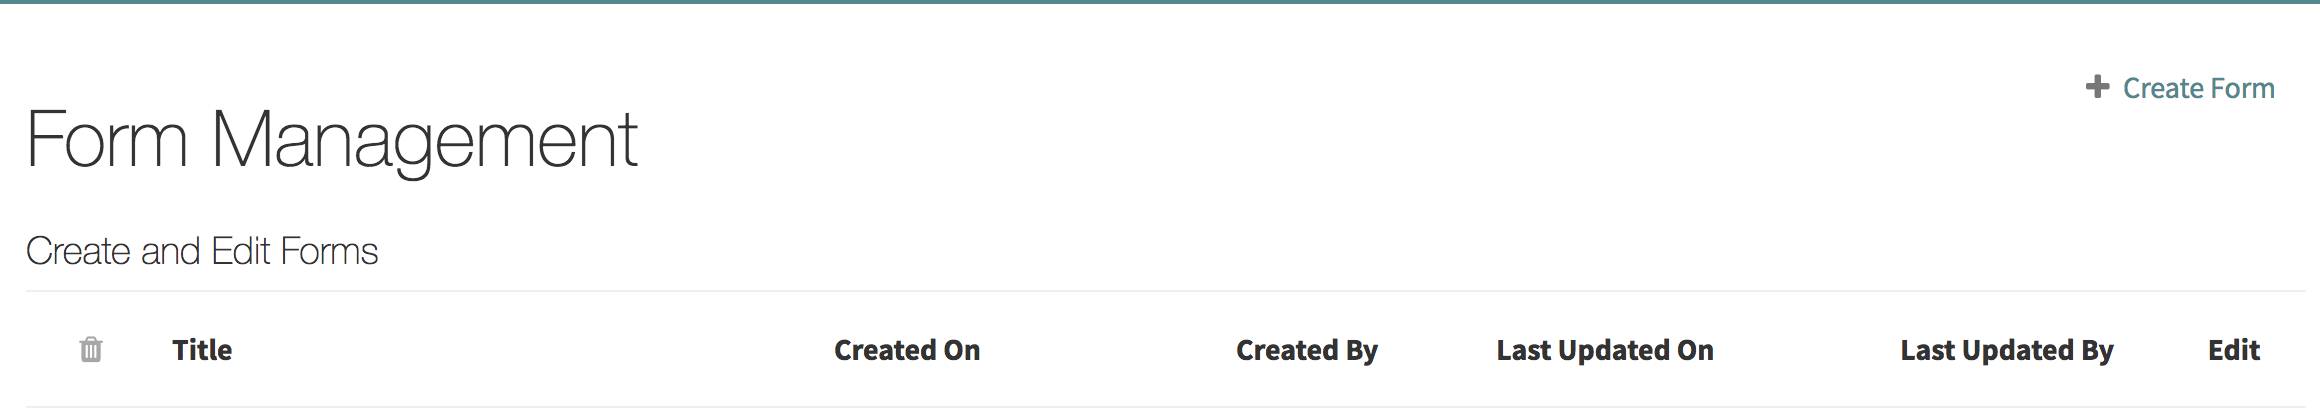 Create Form
Form Management
Create and Edit Forms
Title Created On Created By Last Updated On Last Updated By Edit